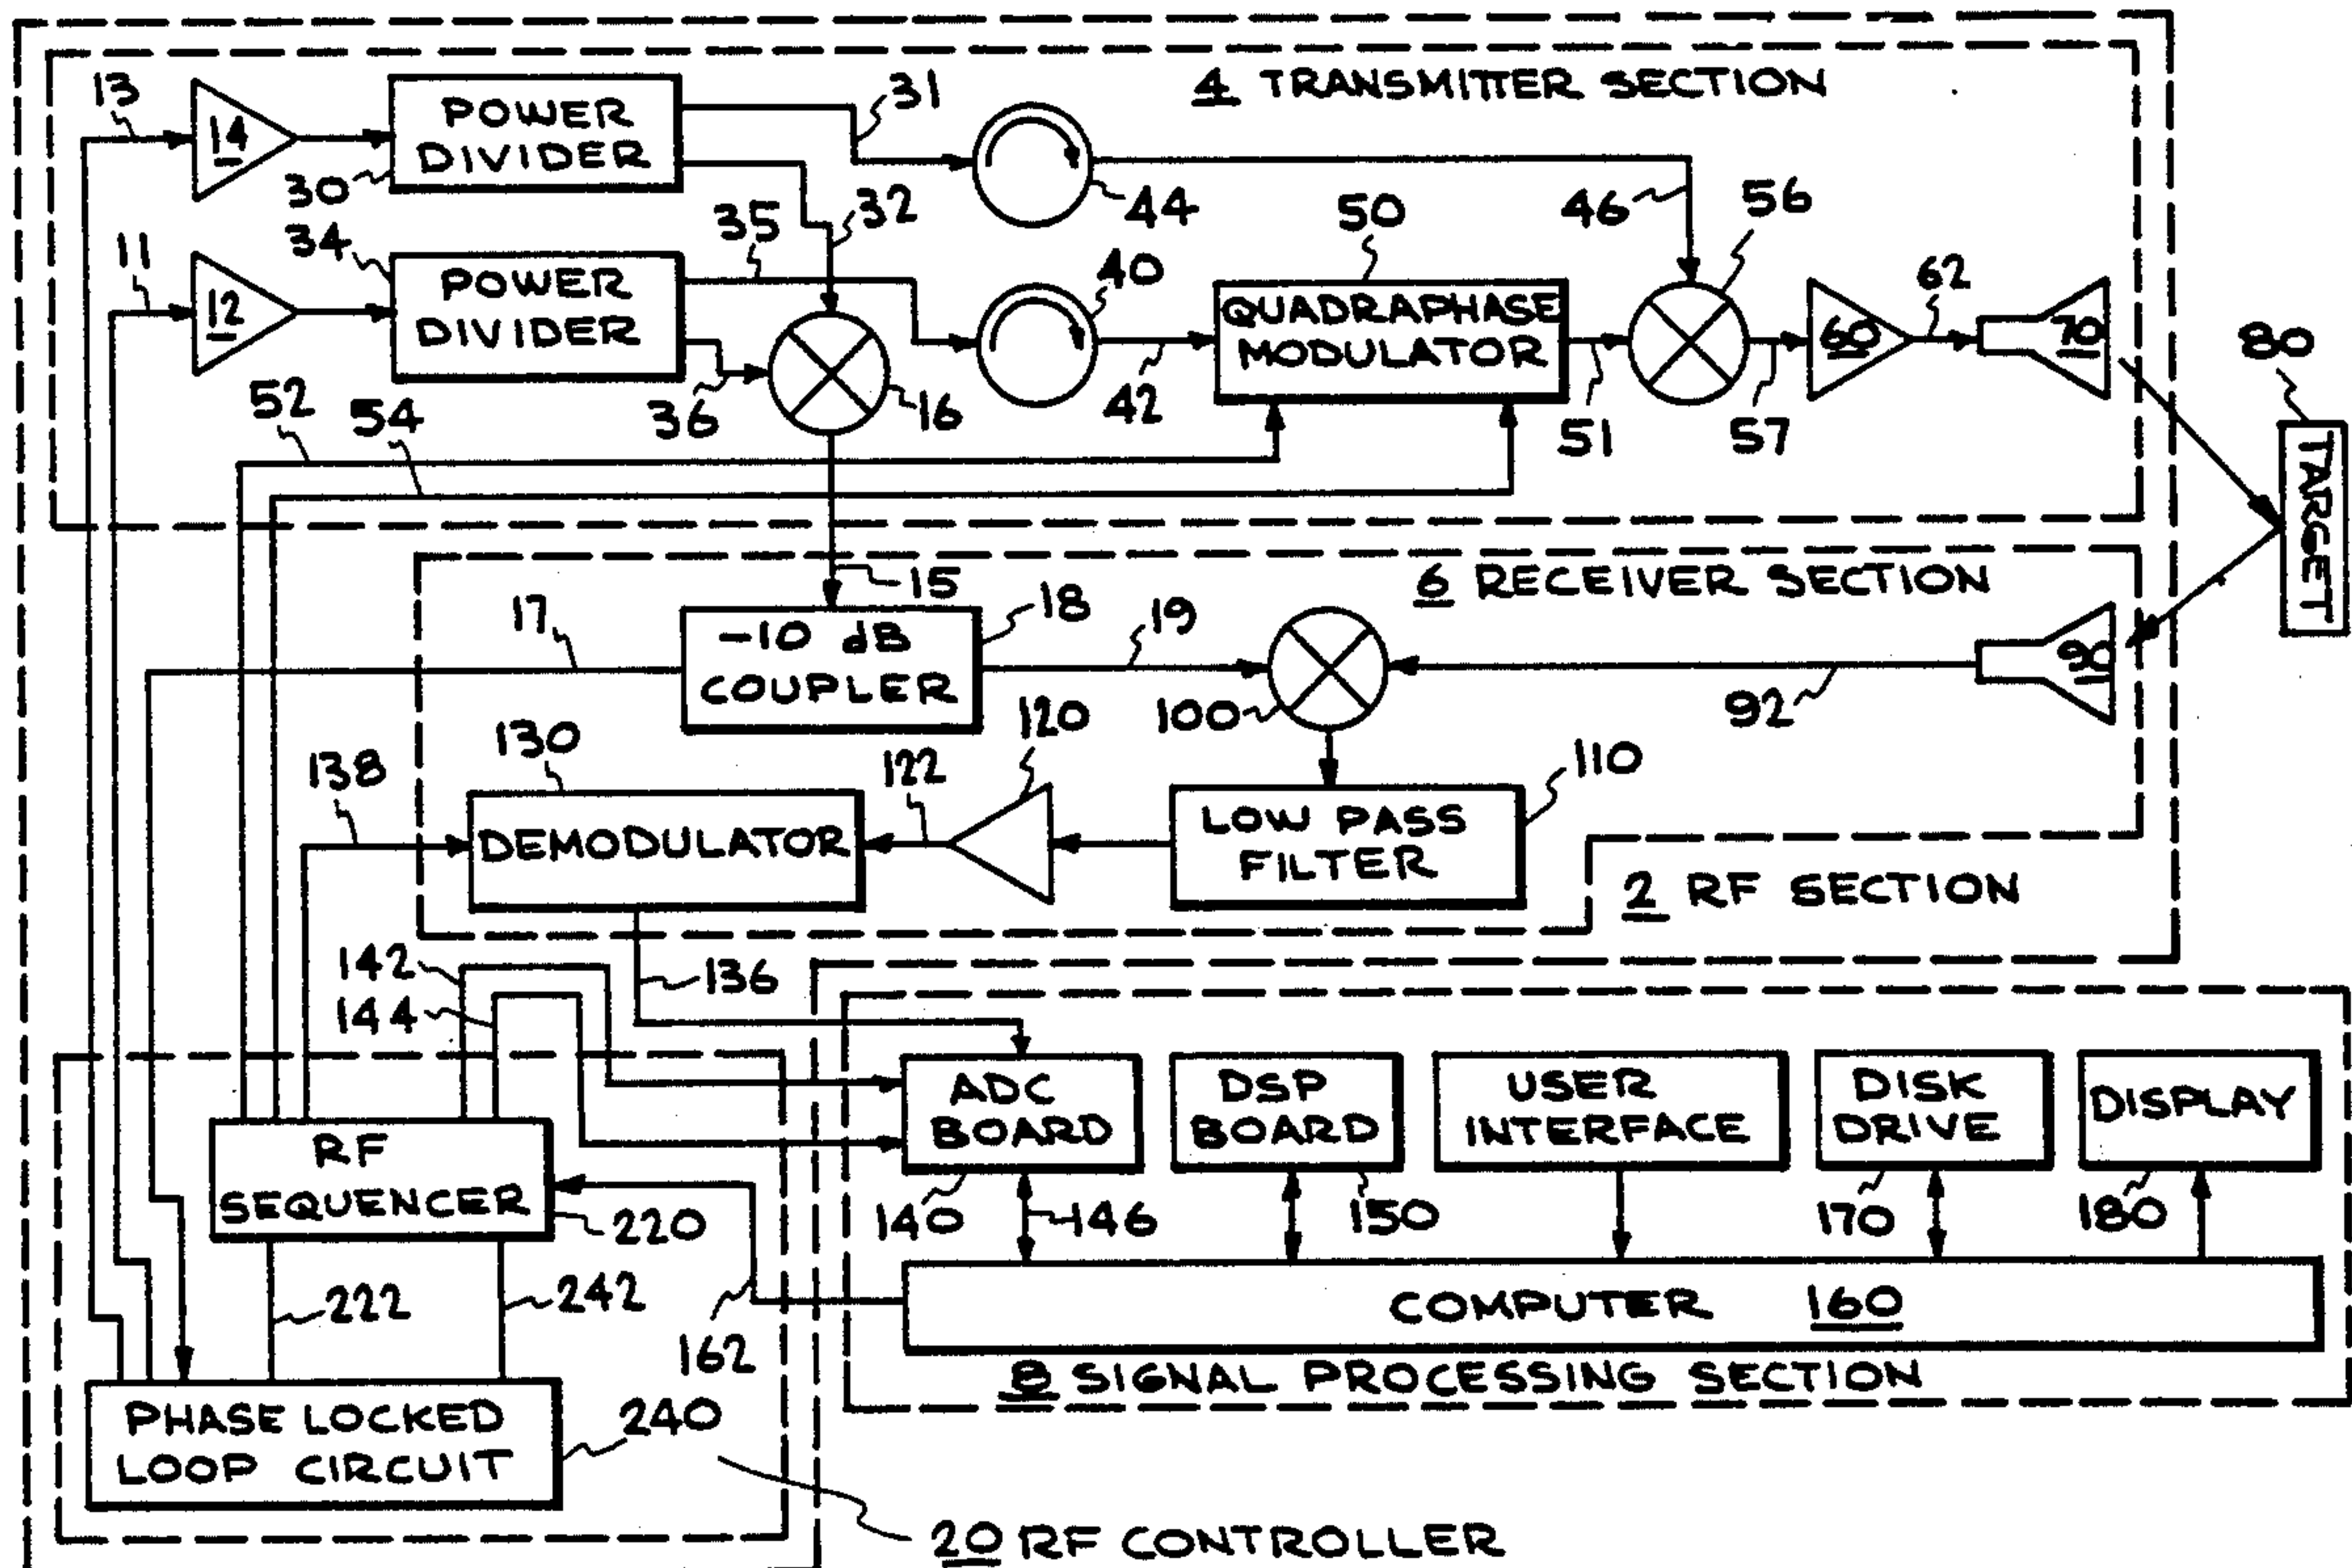 4 TRANSMITTER SECTION
13
14
POWER
DIVIDER
30
31
32
44
46
56
11
12
34
POWER
DIVIDER
35
36
16
40
42
50
QUADRAPHASE
MODULATOR
51
57
60
62
70
80
TARGET
52
54
15
6 RECEIVER SECTION
17
-10 dB
COUPLER
18
19
100
92
90
138
130
DEMODULATOR
122
120
LOW PASS
FILTER
110
2 RF SECTION
142
144
136
ADC
BOARD
DSP
BOARD
USER
INTERFACE
DISK
DRIVE
DISPLAY
RF
SEQUENCER
220
140
146
150
170
180
222
242
162
COMPUTER 160
8 SIGNAL PROCESSING SECTION
PHASE LOCKED
LOOP CIRCUIT
240
20 RF CONTROLLER